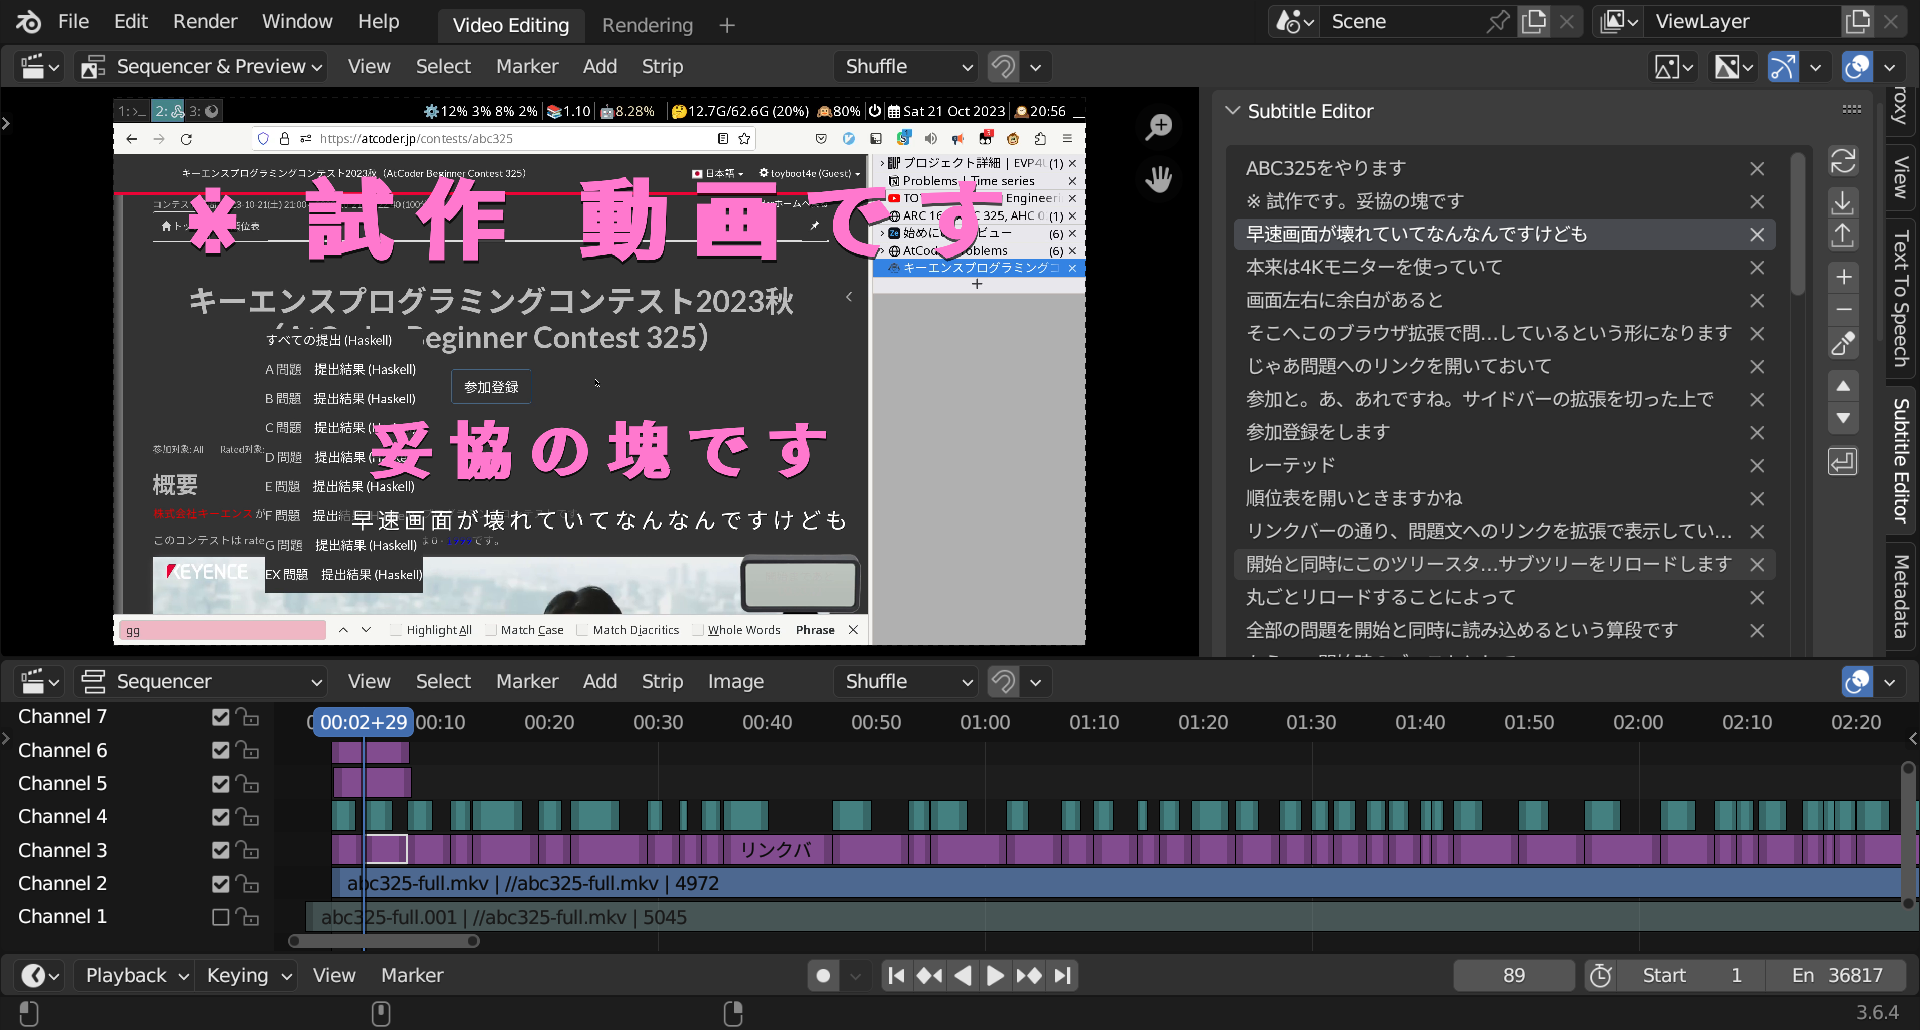 File Edit Render Window Help Video Editing Rendering + Scene ViewLayer
Sequencer & Preview View Select Marker Add Strip Shuffle
1: 2: 3: 12% 3% 8% 2% 1.10 8.28% 12.7G/62.6G (20%) 80% Sat 21 Oct 2023 20:56
https://atcoder.jp/contests/abc325
キーエンスプログラミングコンテスト2023秋 (AtCoder Beginner Contest 325) 日本語 toyboot4e (Guest)
※ 試作 動画です
キーエンスプログラミングコンテスト2023秋
Beginner Contest 325)
すべての提出 (Haskell)
A 問題 提出結果 (Haskell)
参加登録
B 問題 提出結果 (Haskell)
C 問題
妥協の塊です
参加対象: All Rated対象:
D 問題
E 問題 提出結果 (Haskell)
概要
株式会社キーエンス が
F 問題
早速画面が壊れていてなんなんですけども
このコンテストは rate
G 問題 提出結果 (Haskell)
です。
KEYENCE
EX 問題 提出結果 (Haskell)
gg Highlight All Match Case Match Diacritics Whole Words Phrase
プロジェクト詳細 | EVP4 (1)
Problems | Time series
ARC 16 325, AHC 0 (1)
(6)
AtCod (6)
キーエンスプログラミングコ
+
Subtitle Editor
ABC325をやります
※ 試作です。妥協の塊です
早速画面が壊れていてなんなんですけども
本来は4Kモニターを使っていて
画面左右に余白があると
そこへこのブラウザ拡張で問…しているという形になります
じゃあ問題へのリンクを開いておいて
参加と。あ、あれですね。サイドバーの拡張を切った上で
参加登録をします
レーテッド
順位表を開いときますかね
リンクバーの通り、問題文へのリンクを拡張で表示してい…
開始と同時にこのツリースタ…サブツリーをリロードします
丸ごとリロードすることによって
全部の問題を開始と同時に読み込めるという算段です
roxy
View
Text To Speech
Subtitle Editor
Metadata
Sequencer View Select Marker Add Strip Image Shuffle
00:02+29 00:10 00:20 00:30 00:40 00:50 01:00 01:10 01:20 01:30 01:40 01:50 02:00 02:10 02:20
Channel 7
Channel 6
Channel 5
Channel 4
Channel 3 リンクバ
Channel 2 abc325-full.mkv | //abc325-full.mkv | 4972
Channel 1 abc325-full.001 | //abc325-full.mkv | 5045
Playback Keying View Marker 89 Start 1 En 36817
3.6.4